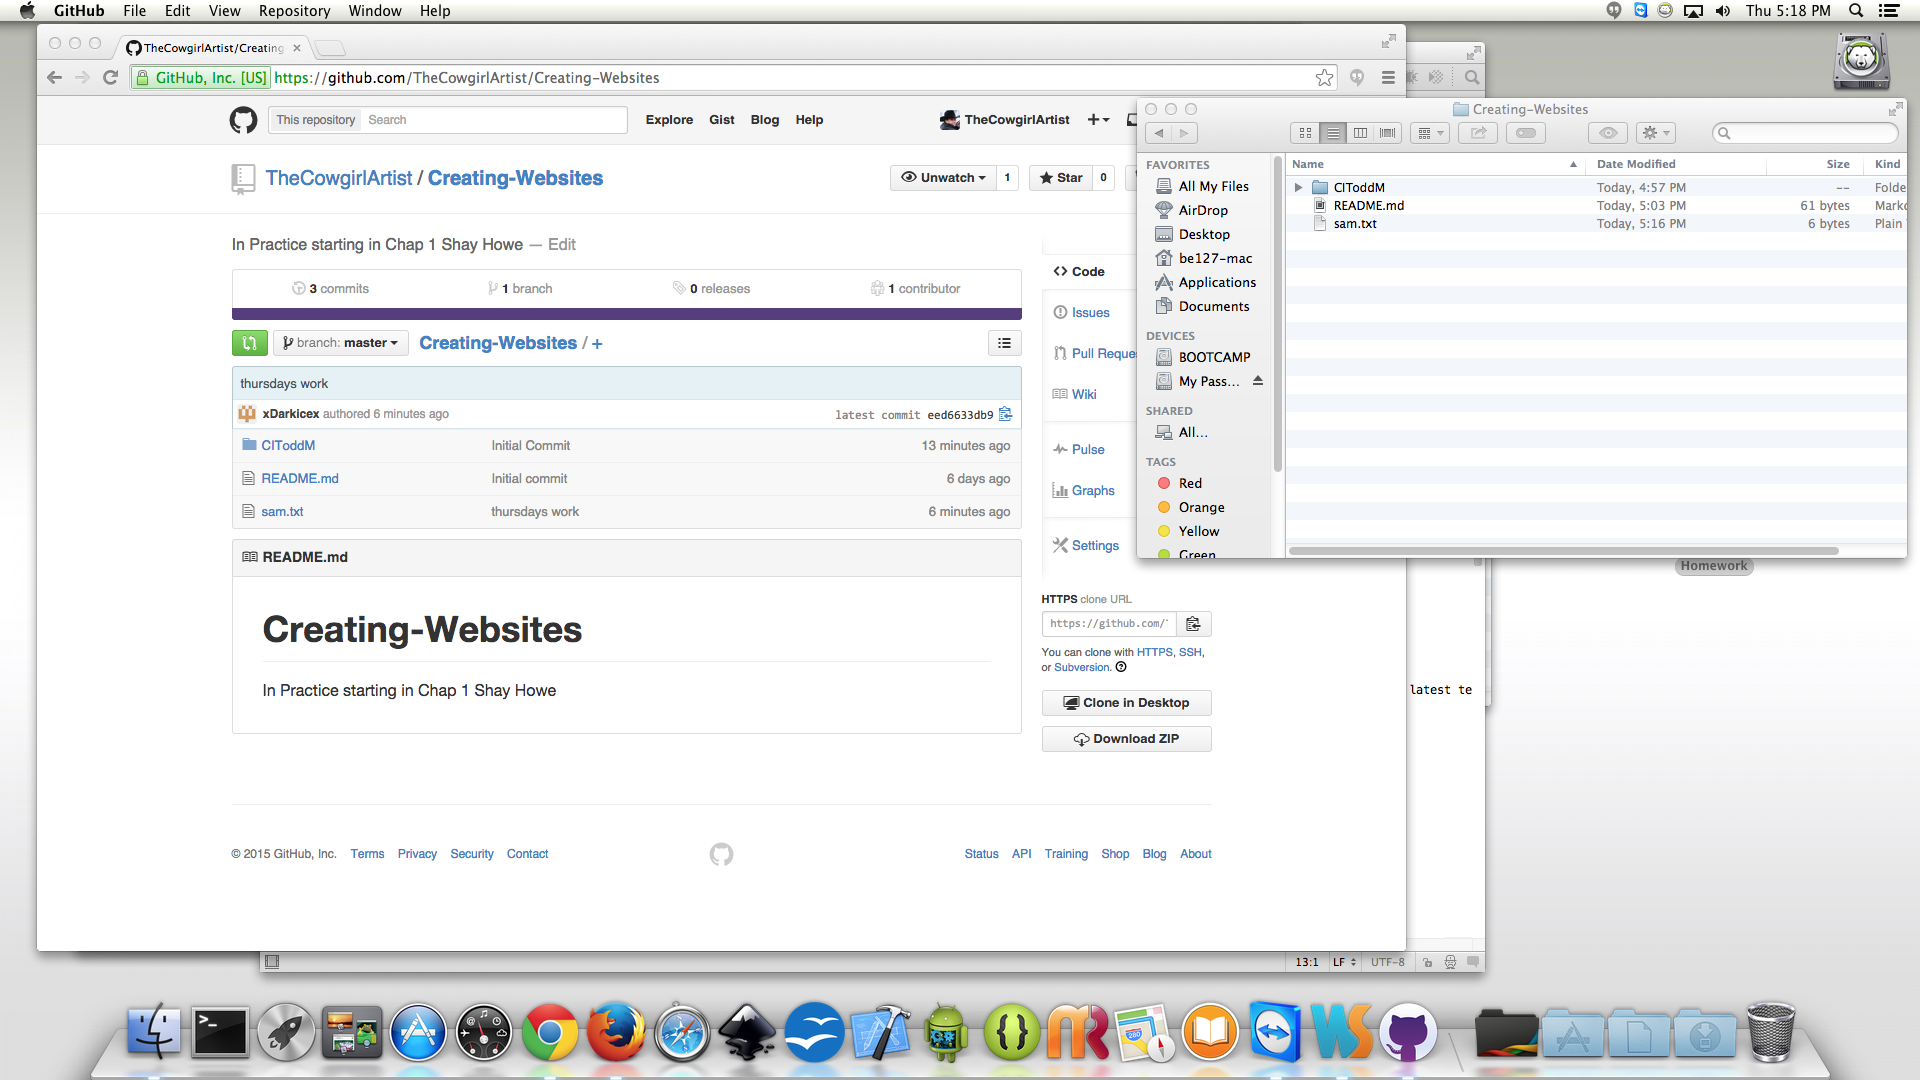 GitHub File Edit View Repository Window Help
Thu 5:18 PM
TheCowgirlArtist/Creating
GitHub, Inc. [US] https://github.com/TheCowgirlArtist/Creating-Websites
This repository Search
Explore Gist Blog Help
TheCowgirlArtist
TheCowgirlArtist / Creating-Websites
Unwatch 1
Star 0
In Practice starting in Chap 1 Shay Howe — Edit
3 commits
1 branch
0 releases
1 contributor
branch: master
Creating-Websites / +
thursdays work
xDarkicex authored 6 minutes ago
latest commit eed6633db9
CIToddM Initial Commit 13 minutes ago
README.md Initial commit 6 days ago
sam.txt thursdays work 6 minutes ago
README.md
Creating-Websites
In Practice starting in Chap 1 Shay Howe
Code
Issues
Pull Reque
Wiki
Pulse
Graphs
Settings
HTTPS clone URL
https://github.com/
You can clone with HTTPS, SSH,
or Subversion.
Clone in Desktop
Download ZIP
© 2015 GitHub, Inc. Terms Privacy Security Contact
Status API Training Shop Blog About
Creating-Websites
FAVORITES
All My Files
AirDrop
Desktop
be127-mac
Applications
Documents
DEVICES
BOOTCAMP
My Pass...
SHARED
All...
TAGS
Red
Orange
Yellow
Green
Name Date Modified Size Kind
CIToddM Today, 4:57 PM -- Folde
README.md Today, 5:03 PM 61 bytes Mark
sam.txt Today, 5:16 PM 6 bytes Plain
Homework
latest te
13:1 LF UTF-8